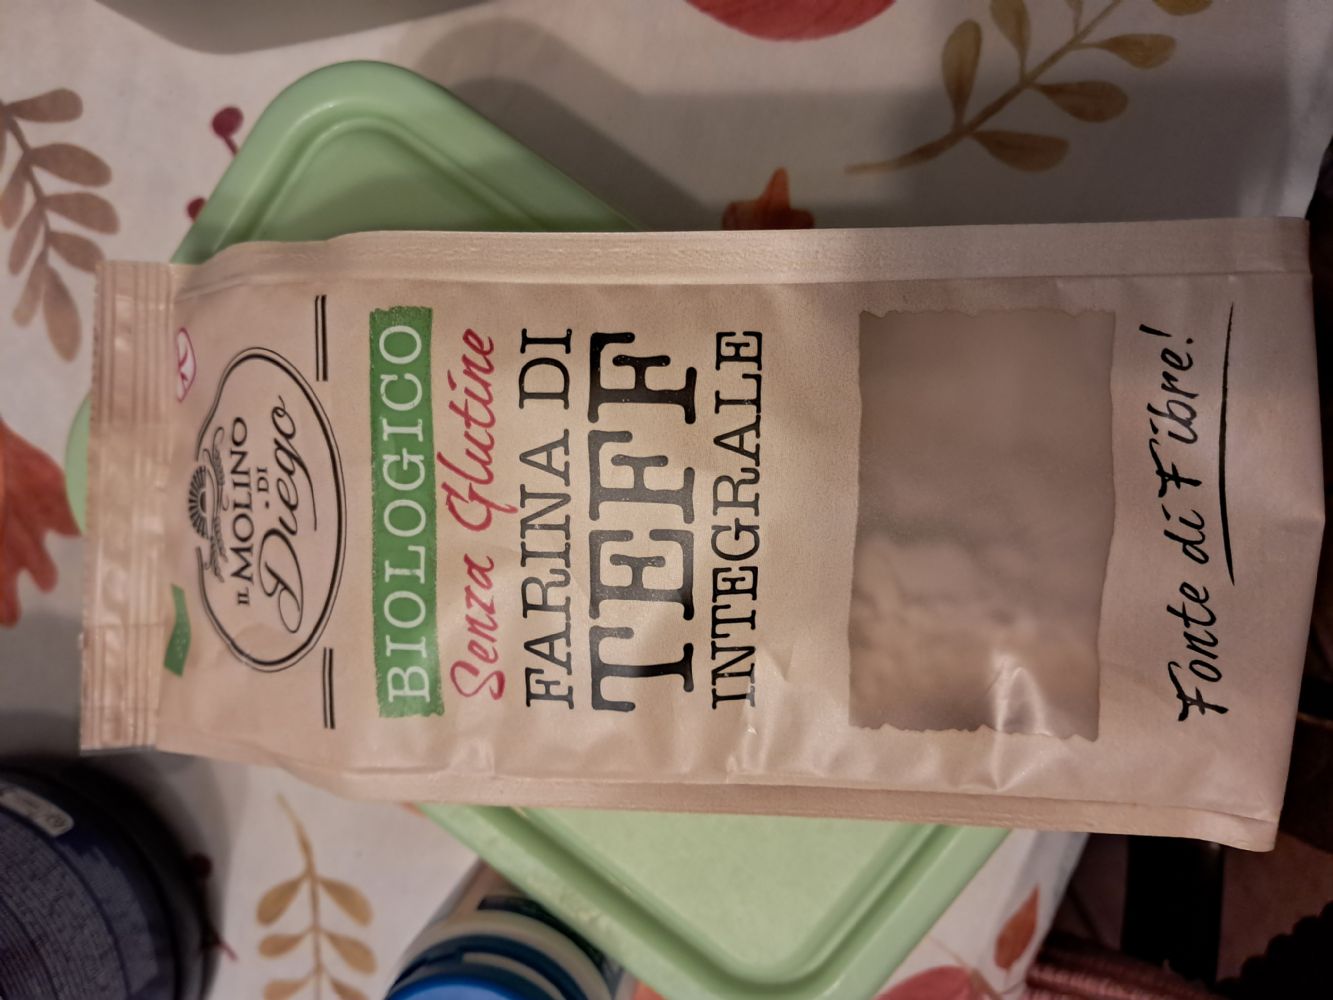 IL MOLINO
DI
Diego
BIOLOGICO
Senza Glutine
FARINA DI
TEFF
INTEGRALE
Fonte di Fibre!